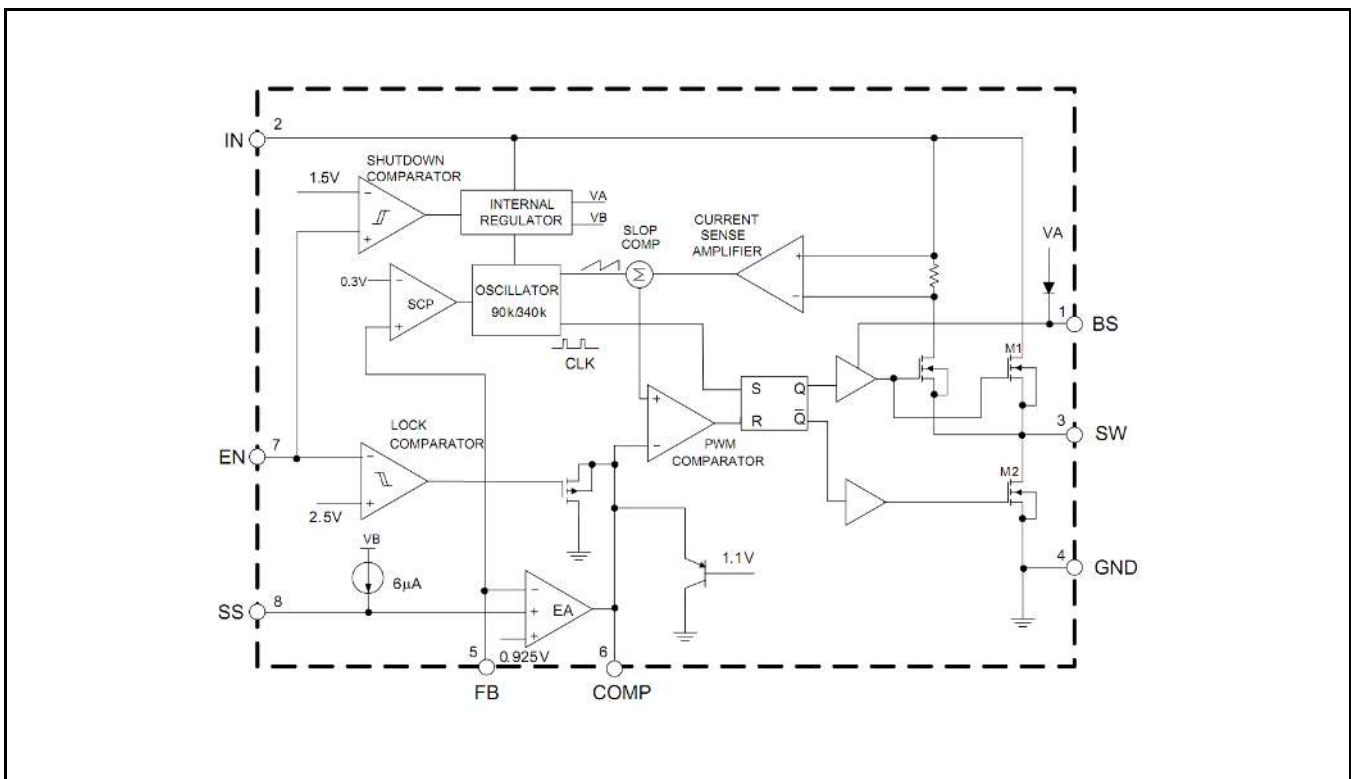 IN
2
SHUTDOWN
COMPARATOR
1.5V
−
+
INTERNAL
REGULATOR
VA
VB
SLOP
COMP
Σ
CURRENT
SENSE
AMPLIFIER
+
−
VA
0.3V
−
SCP
+
OSCILLATOR
90k/340k
CLK
1
BS
M1
S Q
R Q̅
+
−
PWM
COMPARATOR
3
SW
EN
7
LOCK
COMPARATOR
−
+
2.5V
M2
VB
6μA
1.1V
4
GND
SS
8
−
+
+
EA
0.925V
5
FB
6
COMP